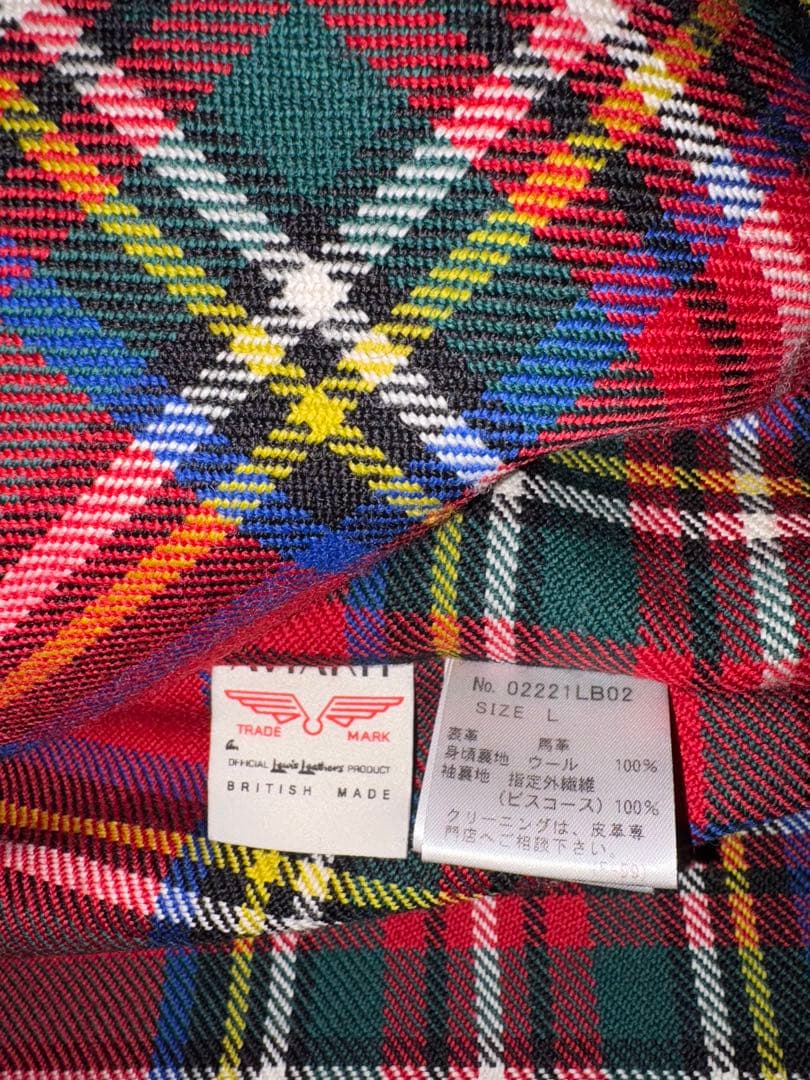 AVIAKIT
TRADE MARK
AN OFFICIAL Lewis Leathers PRODUCT
BRITISH MADE
No. 02221LB02
SIZE L
表革 馬革
身頃裏地 ウール 100%
袖裏地 指定外繊維
(ビスコース) 100%
クリーニングは、皮革専
門店へご相談下さい。